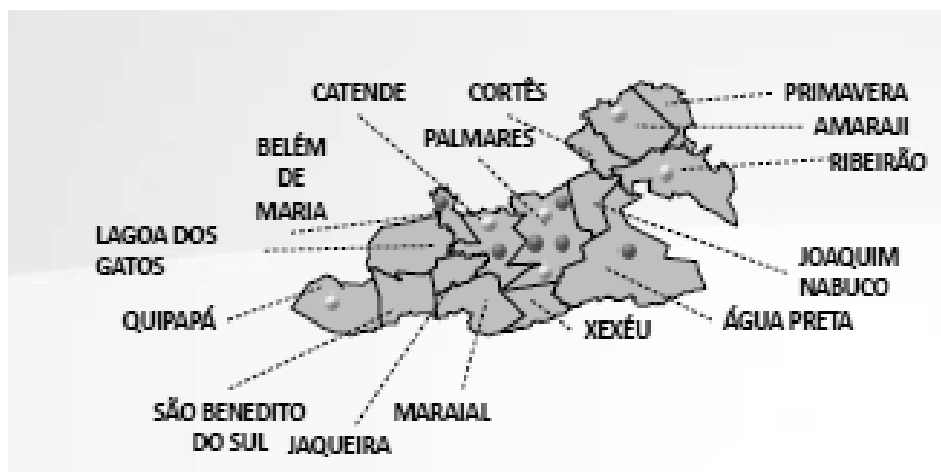 CATENDE
CORTÊS
PRIMAVERA
PALMARES
AMARAJI
BELÉM
DE
MARIA
RIBEIRÃO
LAGOA DOS
GATOS
JOAQUIM
NABUCO
QUIPAPÁ
XEXÉU
ÁGUA PRETA
SÃO BENEDITO
DO SUL
JAQUEIRA
MARAIAL